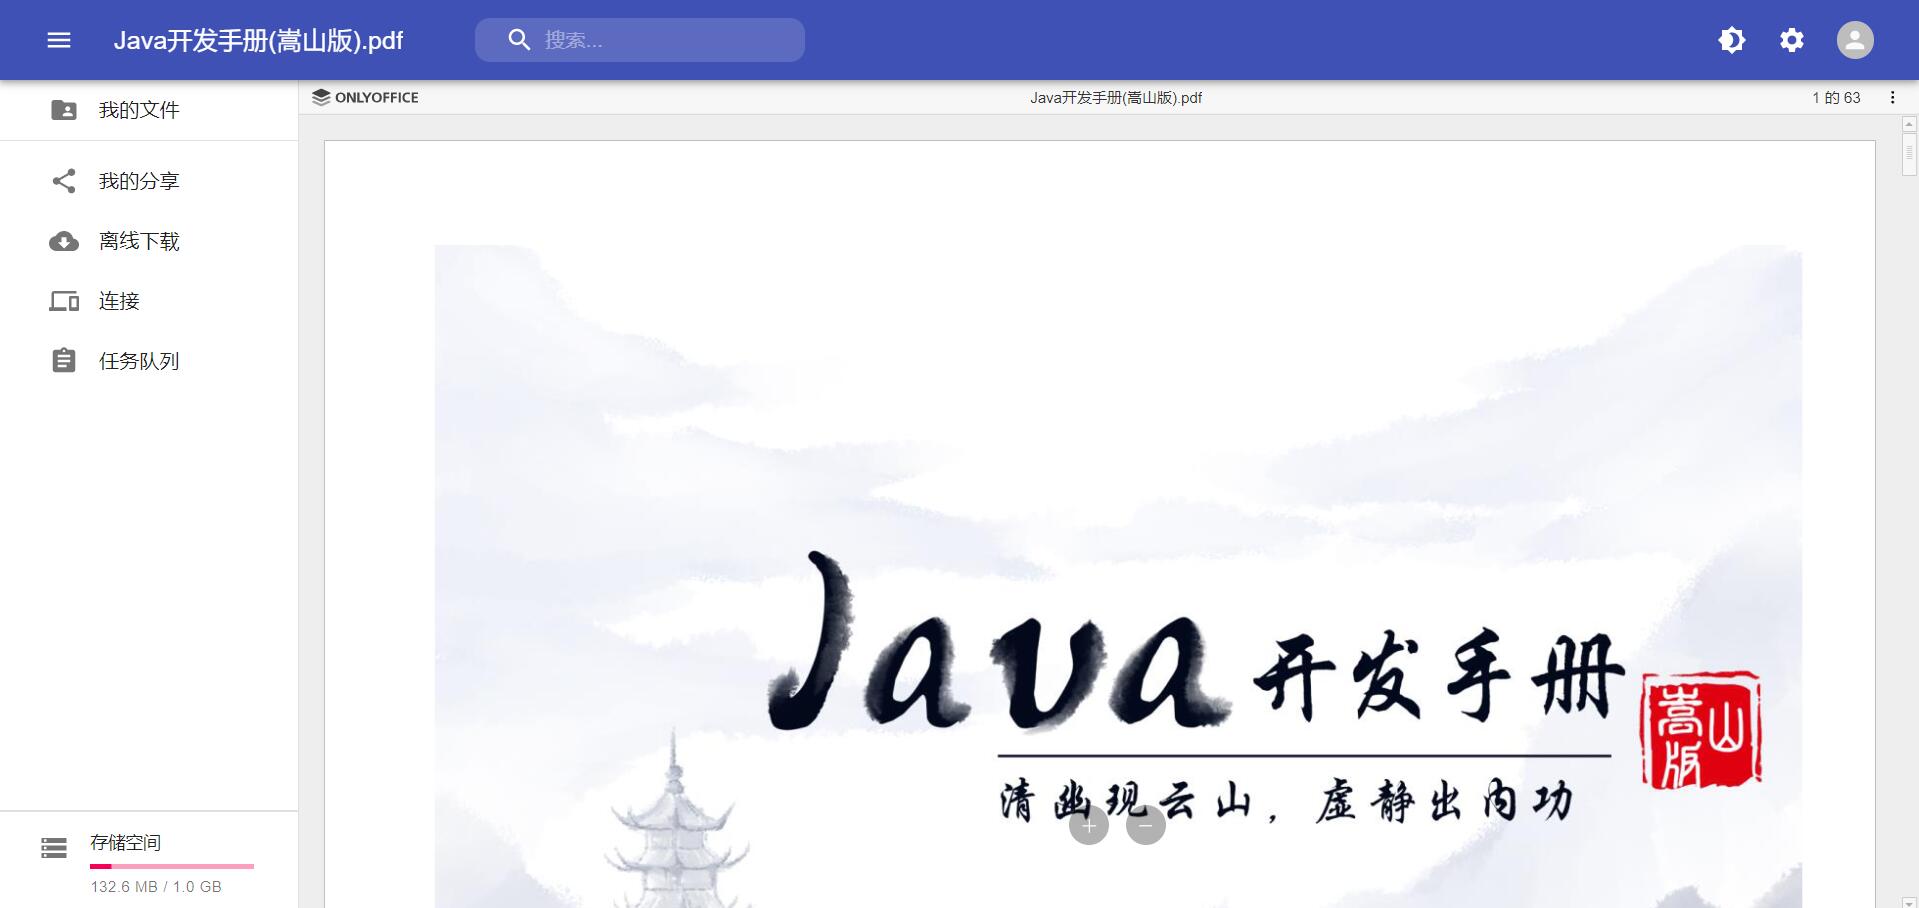 Java开发手册(嵩山版).pdf
搜索...
我的文件
我的分享
离线下载
连接
任务队列
存储空间
132.6 MB / 1.0 GB
ONLYOFFICE
Java开发手册(嵩山版).pdf
1 的 63
Java 开发手册
嵩山版
清幽现云山，虚静出内功